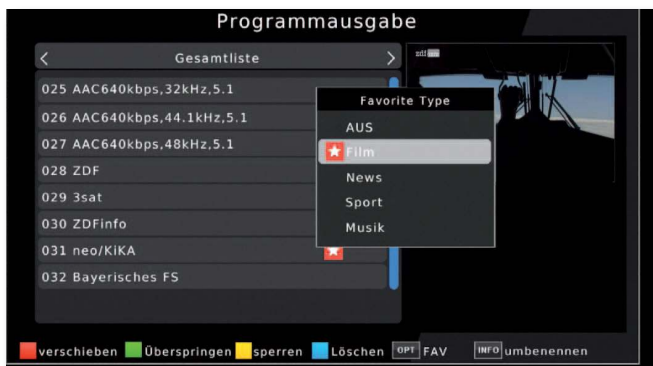 Programmausgabe
< Gesamtliste >
zdf neo
025 AAC640kbps,32kHz,5.1
026 AAC640kbps,44.1kHz,5.1
027 AAC640kbps,48kHz,5.1
028 ZDF
029 3sat
030 ZDFinfo
031 neo/KiKA
032 Bayerisches FS
Favorite Type
AUS
Film
News
Sport
Musik
verschieben Überspringen sperren Löschen OPT FAV INFO umbenennen